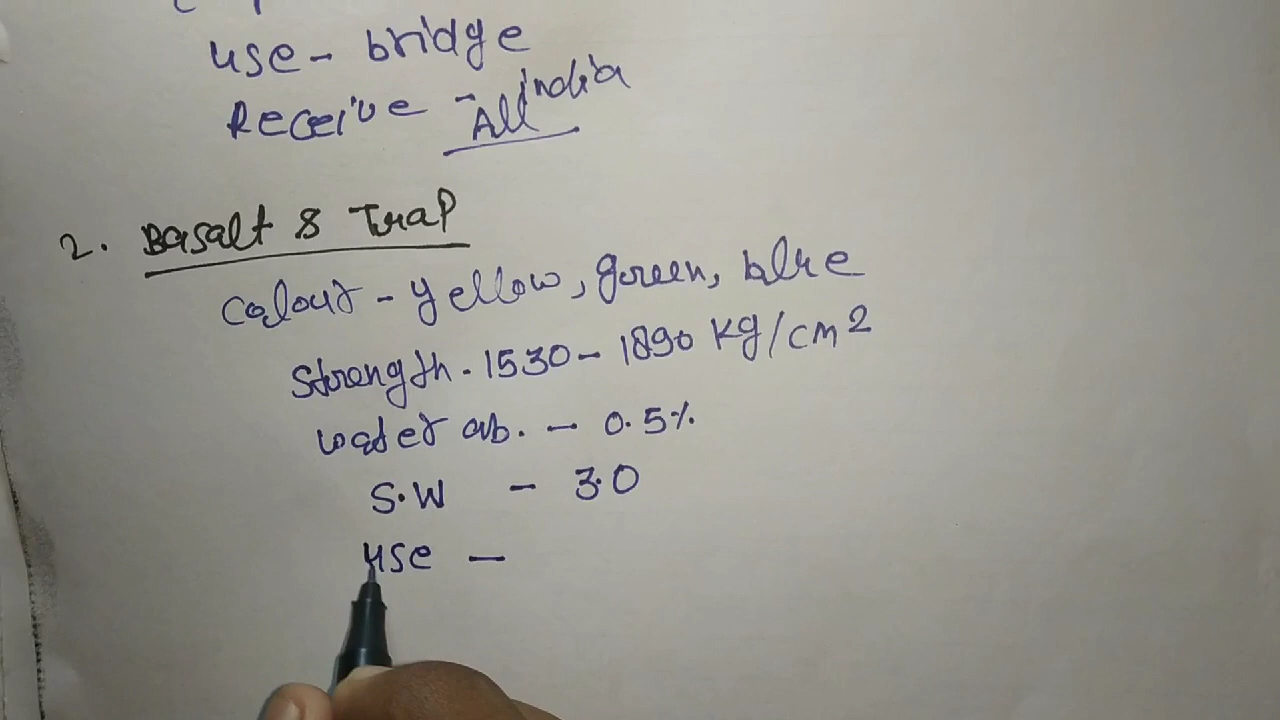 use - bridge
Receive - All india
2. Basalt & Trap
Colour - yellow, green, blue
Strength - 1530 - 1890 kg/cm2
water ab. - 0.5%
S.W - 3.0
use -